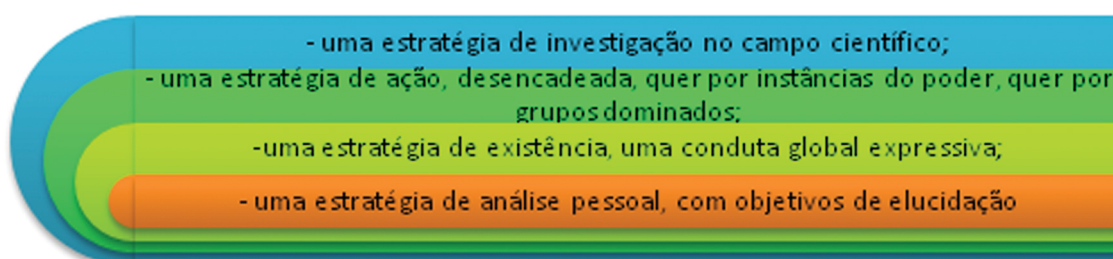 - uma estratégia de investigação no campo científico;
- uma estratégia de ação, desencadeada, quer por instâncias do poder, quer por
grupos dominados;
-uma estratégia de existência, uma conduta global expressiva;
- uma estratégia de análise pessoal, com objetivos de elucidação